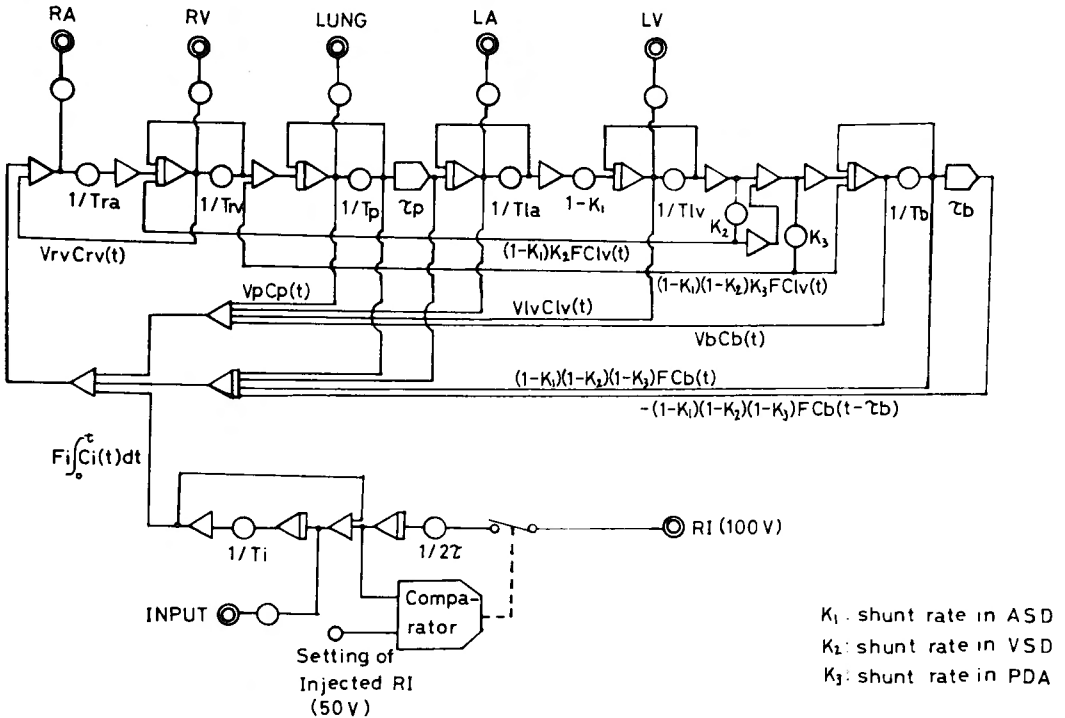 RA RV LUNG LA LV
1/Tra 1/Trv 1/Tp τp 1/Tla 1-K₁ 1/Tlv K₂ K₃ 1/Tb τb
VrvCrv(t)
(1-K₁)K₂FClv(t)
(1-K₁)(1-K₂)K₃FClv(t)
VpCp(t)
VlvClv(t)
VbCb(t)
(1-K₁)(1-K₂)(1-K₃)FCb(t)
-(1-K₁)(1-K₂)(1-K₃)FCb(t-τb)
Fi∫₀^τCi(t)dt
1/Ti
1/2τ
RI (100V)
INPUT
Compa-
rator
Setting of
Injected RI
(50V)
K₁: shunt rate in ASD
K₂: shunt rate in VSD
K₃: shunt rate in PDA